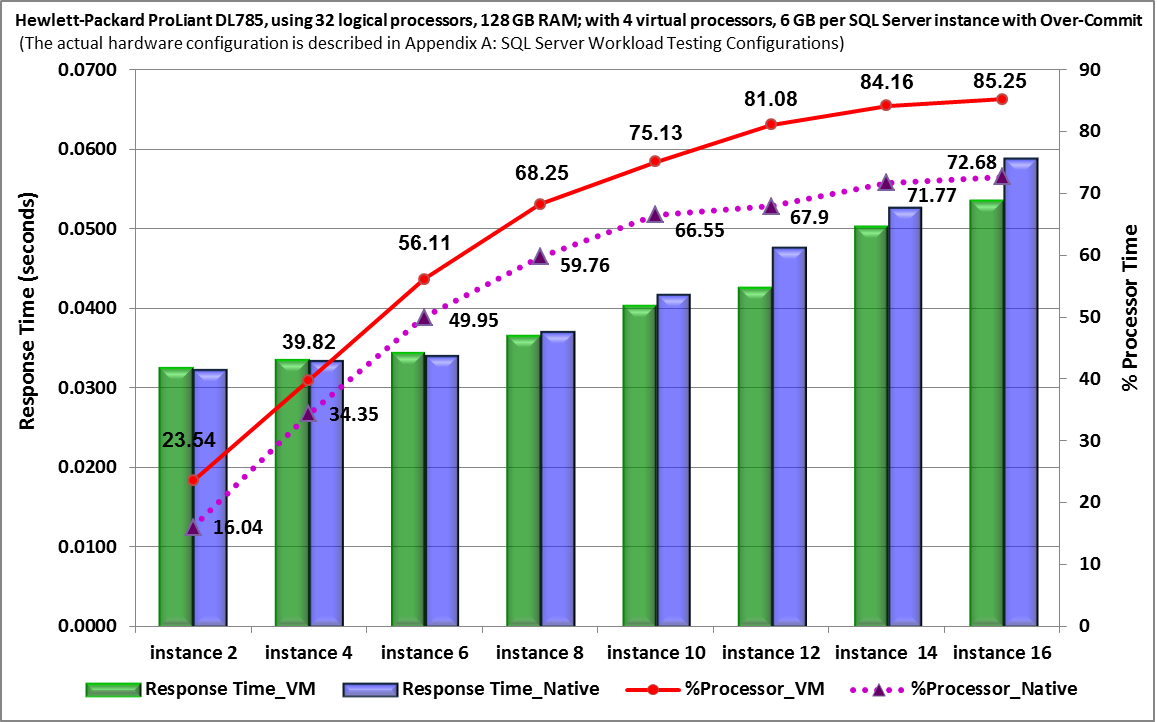 Hewlett-Packard ProLiant DL785, using 32 logical processors, 128 GB RAM; with 4 virtual processors, 6 GB per SQL Server instance with Over-Commit
(The actual hardware configuration is described in Appendix A: SQL Server Workload Testing Configurations)
Response Time (seconds)
0.0700
0.0600
0.0500
0.0400
0.0300
0.0200
0.0100
0.0000
23.54
39.82
56.11
68.25
75.13
81.08
84.16
85.25
16.04
34.35
49.95
59.76
66.55
67.9
71.77
72.68
90
80
70
60
50
40
30
20
10
0
% Processor Time
instance 2
instance 4
instance 6
instance 8
instance 10
instance 12
instance 14
instance 16
Response Time_VM
Response Time_Native
%Processor_VM
%Processor_Native